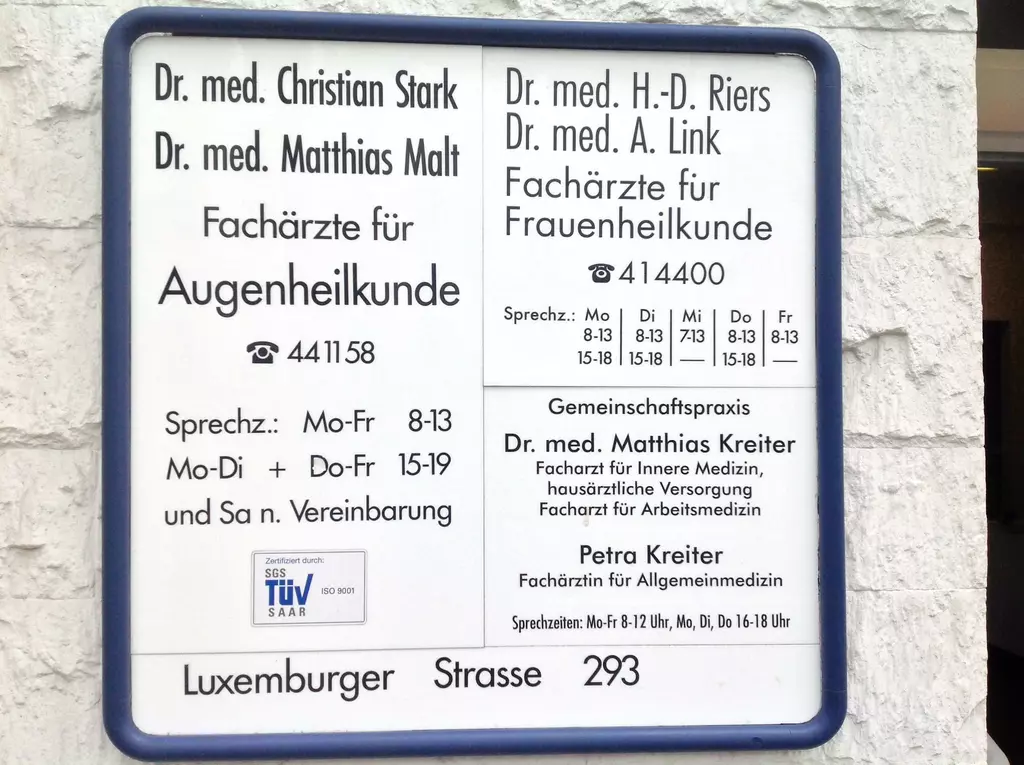 Dr. med. Christian Stark
Dr. med. Matthias Malt
Fachärzte für
Augenheilkunde
☎ 441158
Sprechz.: Mo-Fr 8-13
Mo-Di + Do-Fr 15-19
und Sa n. Vereinbarung
Zertifiziert durch:
SGS
TÜV ISO 9001
SAAR
Dr. med. H.-D. Riers
Dr. med. A. Link
Fachärzte fur
Frauenheilkunde
☎ 414400
Sprechz.: Mo | Di | Mi | Do | Fr
8-13 | 8-13 | 7-13 | 8-13 | 8-13
15-18 | 15-18 | — | 15-18 | —
Gemeinschaftspraxis
Dr. med. Matthias Kreiter
Facharzt für Innere Medizin,
hausärztliche Versorgung
Facharzt für Arbeitsmedizin
Petra Kreiter
Fachärztin für Allgemeinmedizin
Sprechzeiten: Mo-Fr 8-12 Uhr, Mo, Di, Do 16-18 Uhr
Luxemburger Strasse 293